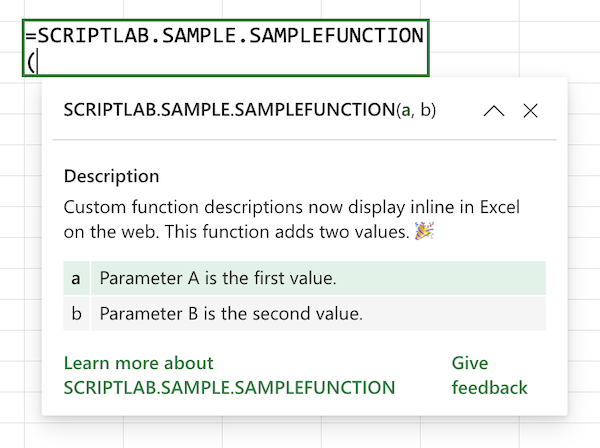 =SCRIPTLAB.SAMPLE.SAMPLEFUNCTION
(
SCRIPTLAB.SAMPLE.SAMPLEFUNCTION(a, b)
Description
Custom function descriptions now display inline in Excel
on the web. This function adds two values. 🎉
a Parameter A is the first value.
b Parameter B is the second value.
Learn more about
SCRIPTLAB.SAMPLE.SAMPLEFUNCTION
Give
feedback